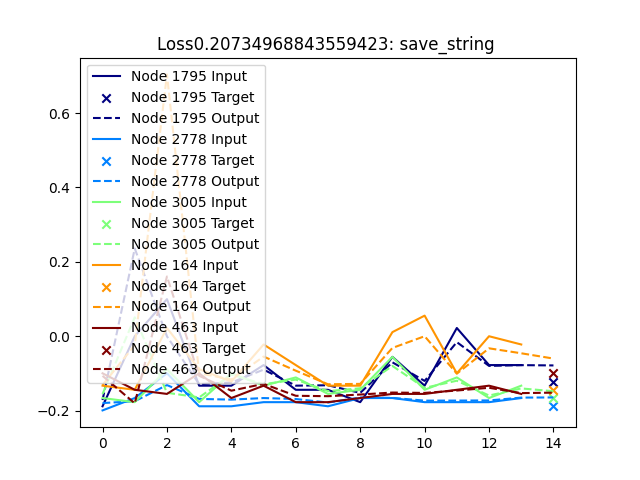 Loss0.20734968843559423: save_string
Node 1795 Input
Node 1795 Target
Node 1795 Output
Node 2778 Input
Node 2778 Target
Node 2778 Output
Node 3005 Input
Node 3005 Target
Node 3005 Output
Node 164 Input
Node 164 Target
Node 164 Output
Node 463 Input
Node 463 Target
Node 463 Output
0.6
0.4
0.2
0.0
−0.2
0 2 4 6 8 10 12 14